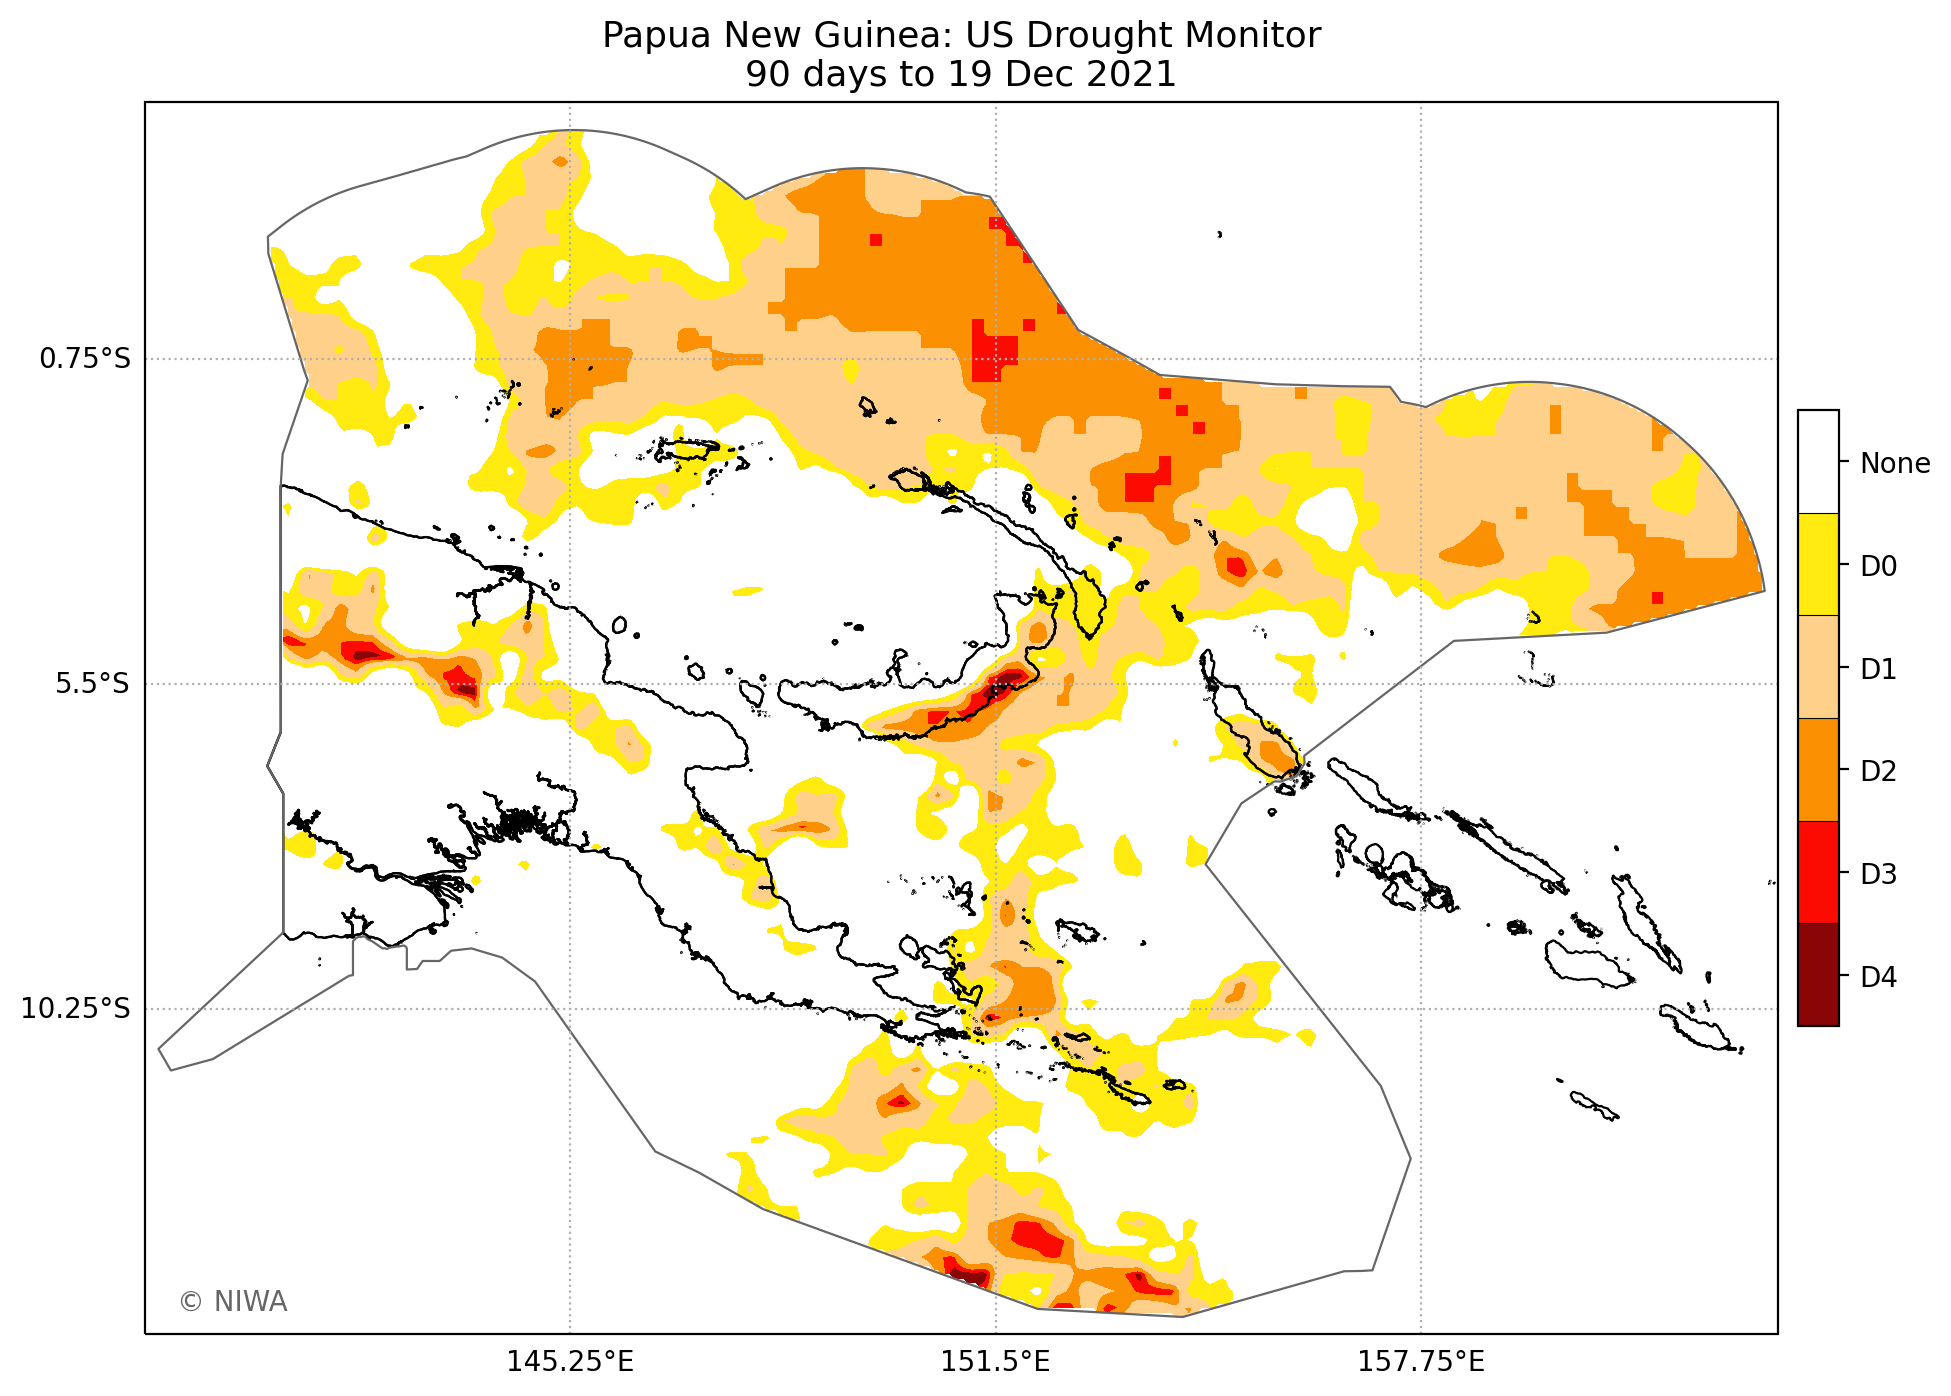 Papua New Guinea: US Drought Monitor
90 days to 19 Dec 2021
0.75°S
5.5°S
10.25°S
145.25°E
151.5°E
157.75°E
None
D0
D1
D2
D3
D4
© NIWA